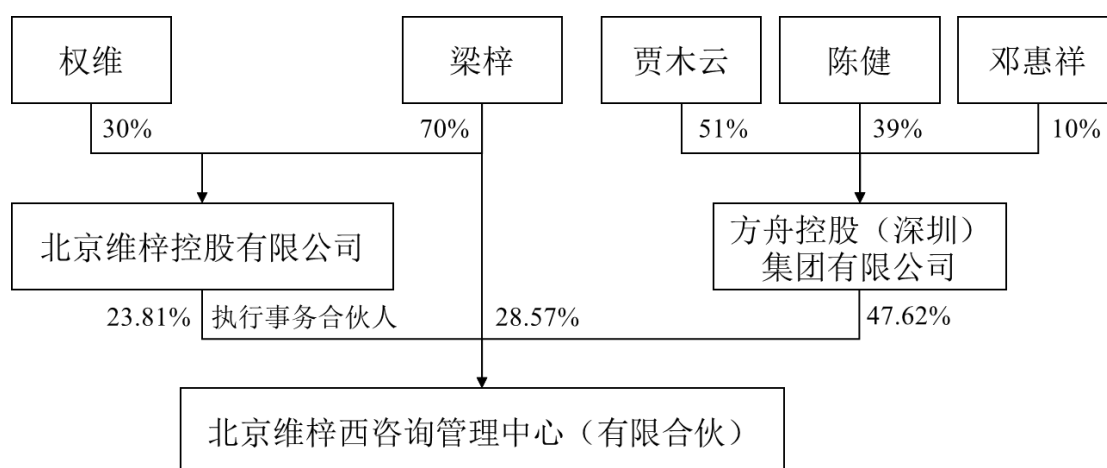 权维
梁梓
贾木云
陈健
邓惠祥
30%
70%
51%
39%
10%
北京维梓控股有限公司
方舟控股（深圳）
集团有限公司
23.81%
执行事务合伙人
28.57%
47.62%
北京维梓西咨询管理中心（有限合伙）